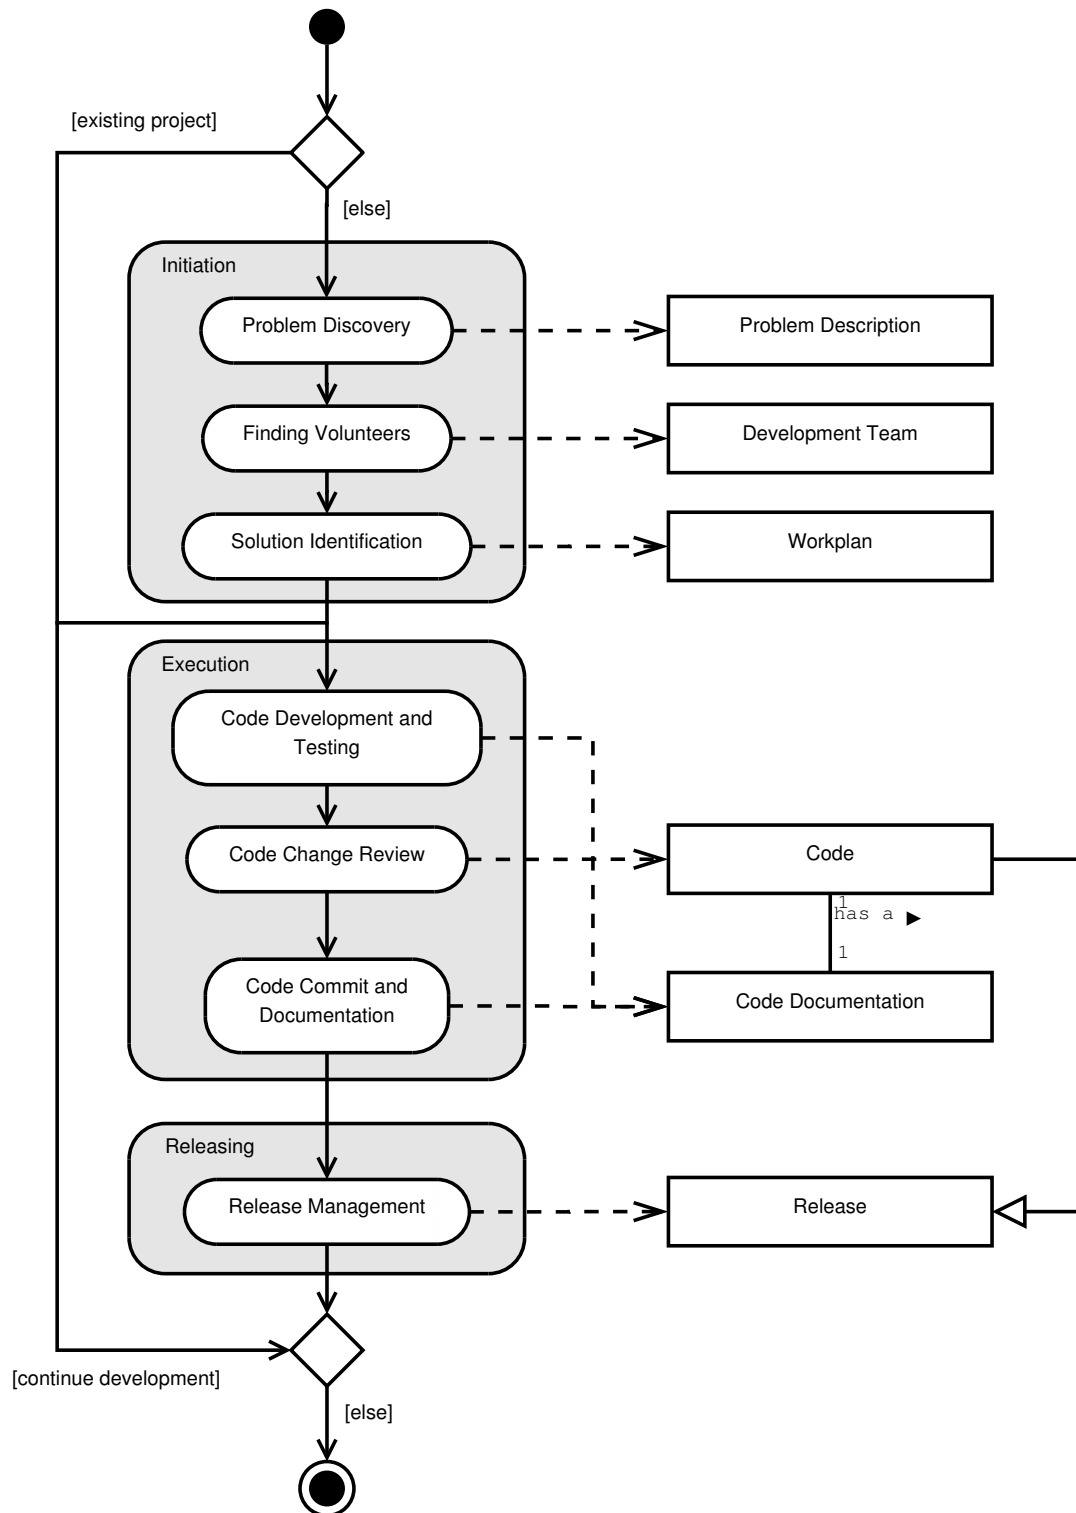 [existing project]
[else]
Initiation
Problem Discovery
Problem Description
Finding Volunteers
Development Team
Solution Identification
Workplan
Execution
Code Development and
Testing
Code Change Review
Code
1
has a ▶
1
Code Commit and
Documentation
Code Documentation
Releasing
Release Management
Release
[continue development]
[else]